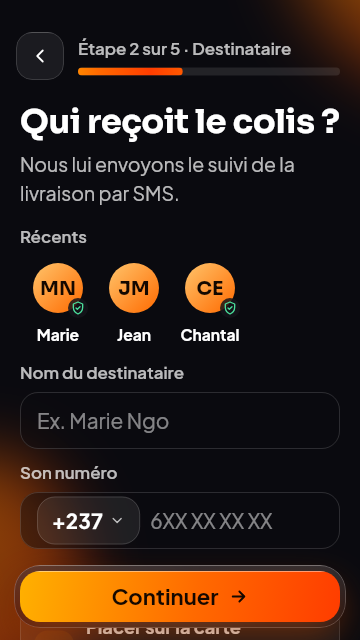 Étape 2 sur 5 · Destinataire
Qui reçoit le colis ?
Nous lui envoyons le suivi de la
livraison par SMS.
Récents
MN JM CE
Marie Jean Chantal
Nom du destinataire
Ex. Marie Ngo
Son numéro
+237 6XX XX XX XX
Continuer →
Placer sur la carte